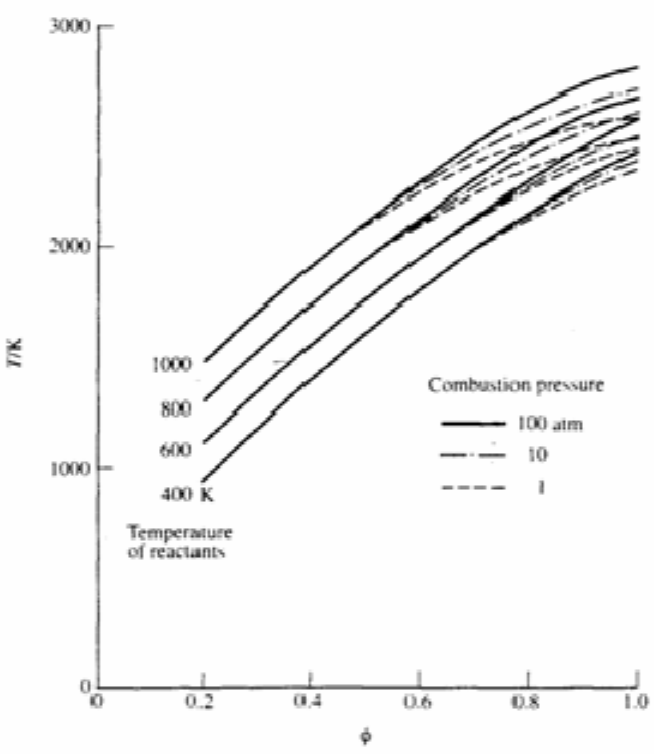 3000
2000
T/K
1000
800
600
1000
400 K
Temperature
of reactants
Combustion pressure
100 atm
10
1
0
0 0.2 0.4 0.6 0.8 1.0
ϕ